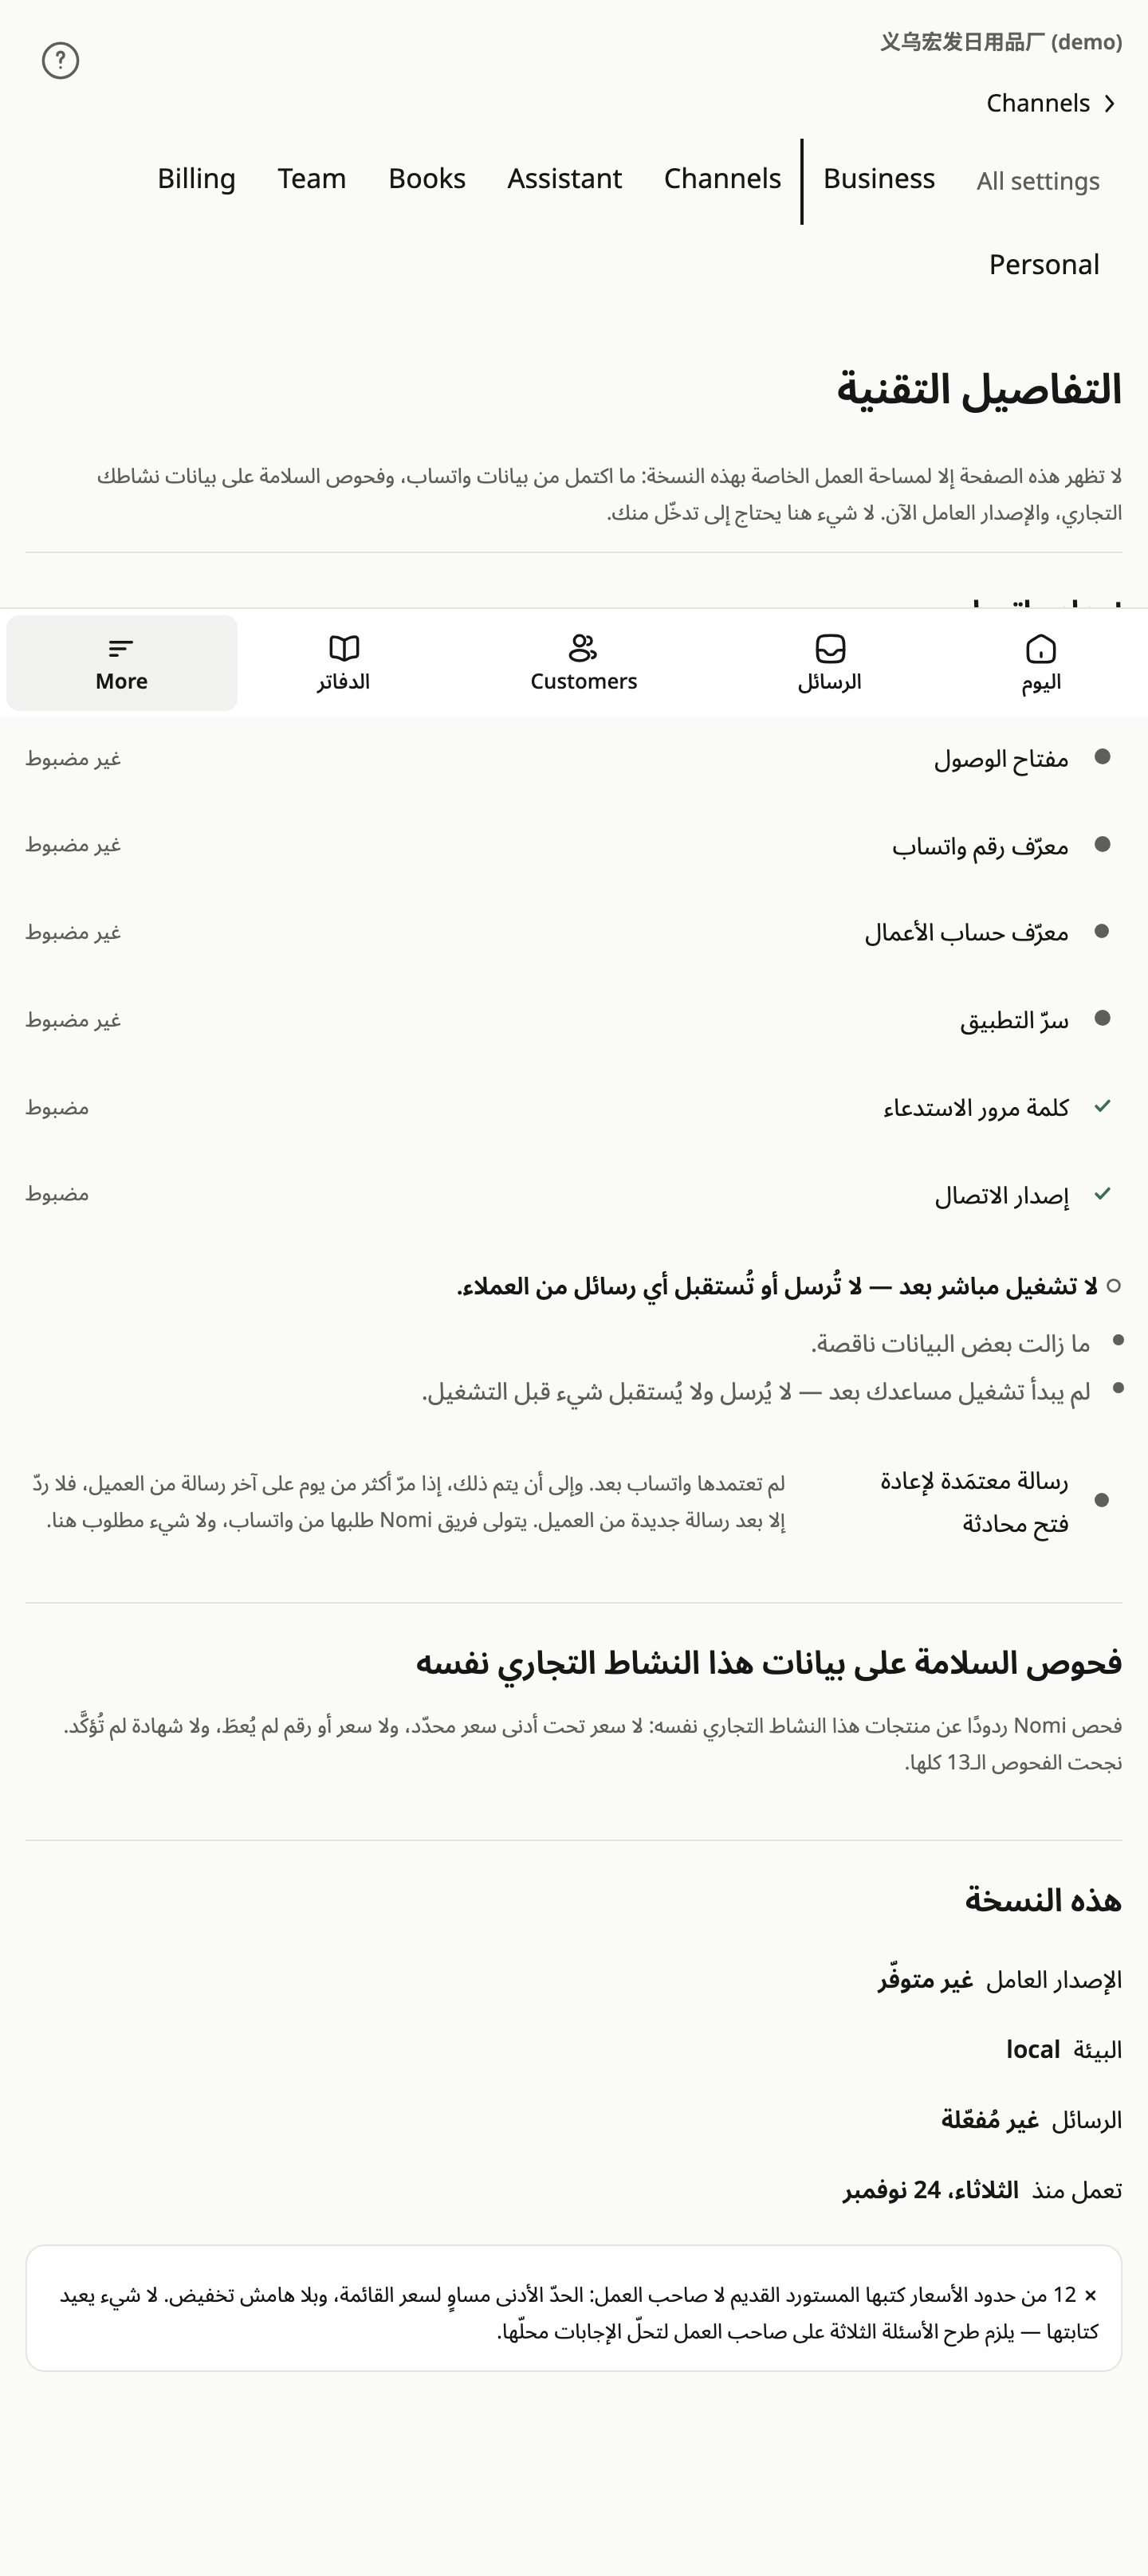 义乌宏发日用品厂 (demo)
Channels
All settings
Business
Channels
Assistant
Books
Team
Billing
Personal
التفاصيل التقنية
لا تظهر هذه الصفحة إلا لمساحة العمل الخاصة بهذه النسخة: ما اكتمل من بيانات واتساب، وفحوص السلامة على بيانات نشاطك
التجاري، والإصدار العامل الآن. لا شيء هنا يحتاج إلى تدخّل منك.
اليوم
الرسائل
Customers
الدفاتر
More
مفتاح الوصول
غير مضبوط
معرّف رقم واتساب
غير مضبوط
معرّف حساب الأعمال
غير مضبوط
سرّ التطبيق
غير مضبوط
كلمة مرور الاستدعاء
مضبوط
إصدار الاتصال
مضبوط
لا تشغيل مباشر بعد — لا تُرسل أو تُستقبل أي رسائل من العملاء.
ما زالت بعض البيانات ناقصة.
لم يبدأ تشغيل مساعدك بعد — لا يُرسل ولا يُستقبل شيء قبل التشغيل.
رسالة معتمَدة لإعادة
فتح محادثة
لم تعتمدها واتساب بعد. وإلى أن يتم ذلك، إذا مرّ أكثر من يوم على آخر رسالة من العميل، فلا ردّ
إلا بعد رسالة جديدة من العميل. يتولى فريق Nomi طلبها من واتساب، ولا شيء مطلوب هنا.
فحوص السلامة على بيانات هذا النشاط التجاري نفسه
فحص Nomi ردودًا عن منتجات هذا النشاط التجاري نفسه: لا سعر تحت أدنى سعر محدّد، ولا سعر أو رقم لم يُعطَ، ولا شهادة لم تُؤكَّد.
نجحت الفحوص الـ13 كلها.
هذه النسخة
الإصدار العامل غير متوفّر
البيئة local
الرسائل غير مُفعّلة
تعمل منذ الثلاثاء، 24 نوفمبر
× 12 من حدود الأسعار كتبها المستورد القديم لا صاحب العمل: الحدّ الأدنى مساوٍ لسعر القائمة، وبلا هامش تخفيض. لا شيء يعيد
كتابتها — يلزم طرح الأسئلة الثلاثة على صاحب العمل لتحلّ الإجابات محلّها.